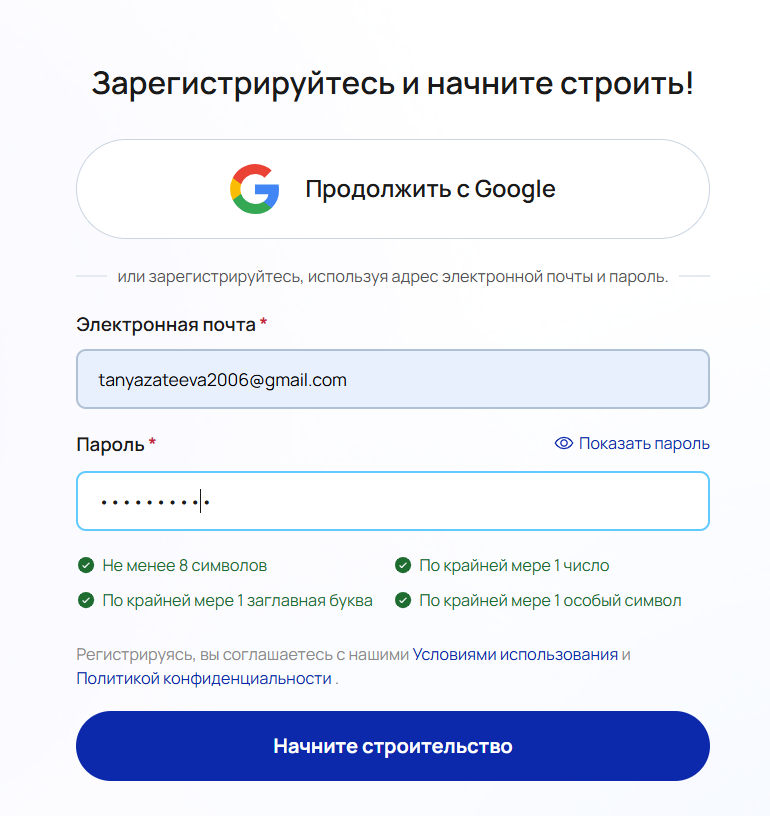 Зарегистрируйтесь и начните строить!
Продолжить с Google
или зарегистрируйтесь, используя адрес электронной почты и пароль.
Электронная почта *
tanyazateeva2006@gmail.com
Пароль *
Показать пароль
••••••••••
Не менее 8 символов
По крайней мере 1 число
По крайней мере 1 заглавная буква
По крайней мере 1 особый символ
Регистрируясь, вы соглашаетесь с нашими Условиями использования и
Политикой конфиденциальности .
Начните строительство